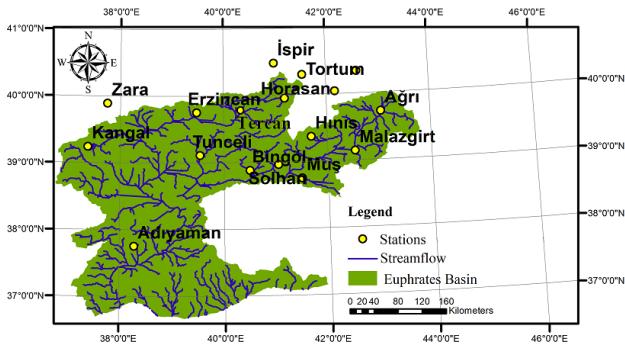 38°0'0"E 40°0'0"E 42°0'0"E 44°0'0"E 46°0'0"E
41°0'0"N
N
W E
S
İspir
Tortum
40°0'0"N
40°0'0"N
Zara
Erzincan
Horasan
Ağrı
Tercan
Hınıs
Kangal
Tunceli
Malazgirt
39°0'0"N
39°0'0"N
Bingöl
Muş
Solhan
Adıyaman
38°0'0"N
38°0'0"N
Legend
Stations
Streamflow
Euphrates Basin
37°0'0"N
37°0'0"N
0 20 40 80 120 160
Kilometers
38°0'0"E 40°0'0"E 42°0'0"E 44°0'0"E 46°0'0"E